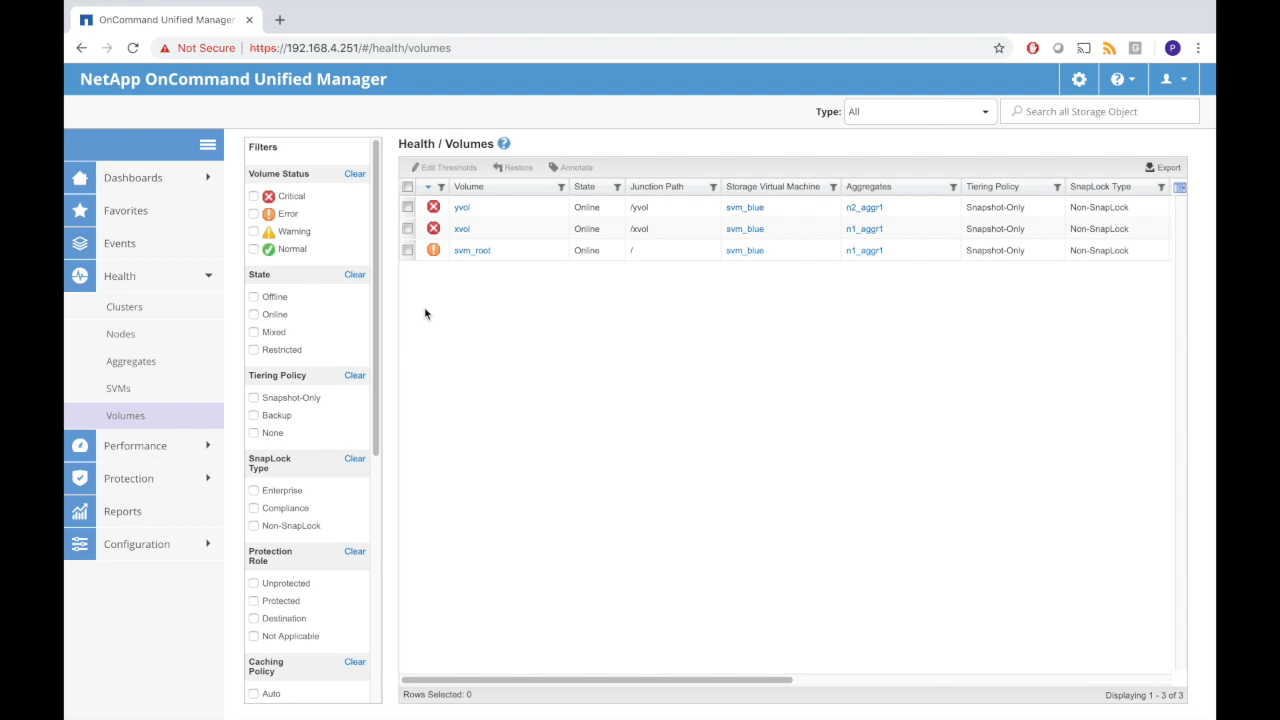 OnCommand Unified Manager
Not Secure https://192.168.4.251/#/health/volumes
NetApp OnCommand Unified Manager
Type: All Search all Storage Object
Dashboards
Favorites
Events
Health
Clusters
Nodes
Aggregates
SVMs
Volumes
Performance
Protection
Reports
Configuration
Filters
Volume Status Clear
Critical
Error
Warning
Normal
State Clear
Offline
Online
Mixed
Restricted
Tiering Policy Clear
Snapshot-Only
Backup
None
SnapLock Type Clear
Enterprise
Compliance
Non-SnapLock
Protection Role Clear
Unprotected
Protected
Destination
Not Applicable
Caching Policy Clear
Auto
Health / Volumes
Edit Thresholds Restore Annotate Export
Volume State Junction Path Storage Virtual Machine Aggregates Tiering Policy SnapLock Type
yvol Online /yvol svm_blue n2_aggr1 Snapshot-Only Non-SnapLock
xvol Online /xvol svm_blue n1_aggr1 Snapshot-Only Non-SnapLock
svm_root Online / svm_blue n1_aggr1 Snapshot-Only Non-SnapLock
Rows Selected: 0 Displaying 1 - 3 of 3